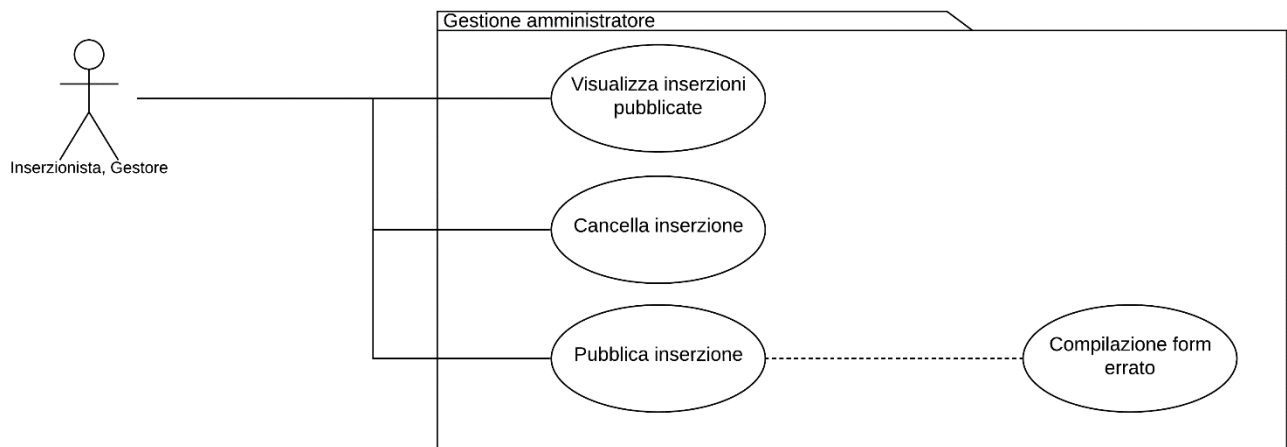 Gestione amministratore
Visualizza inserzioni
pubblicate
Inserzionista, Gestore
Cancella inserzione
Pubblica inserzione
Compilazione form
errato